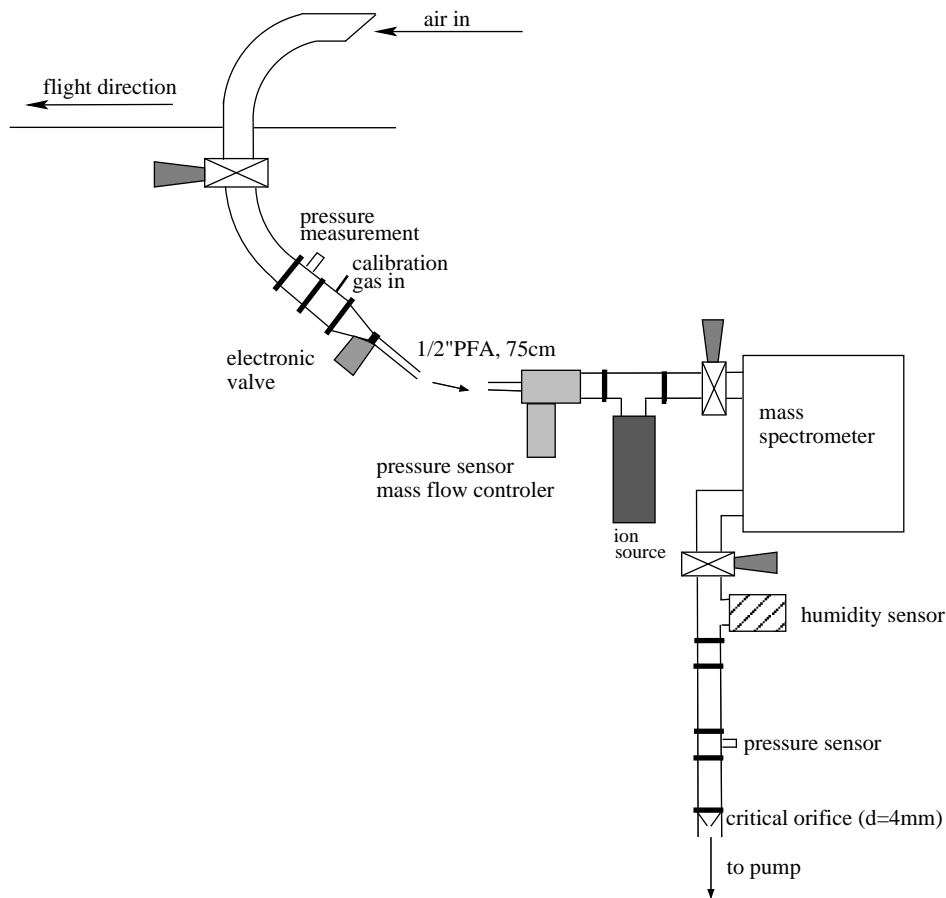 air in
flight direction
pressure
measurement
calibration
gas in
electronic
valve
1/2"PFA, 75cm
pressure sensor
mass flow controler
ion
source
mass
spectrometer
humidity sensor
pressure sensor
critical orifice (d=4mm)
to pump